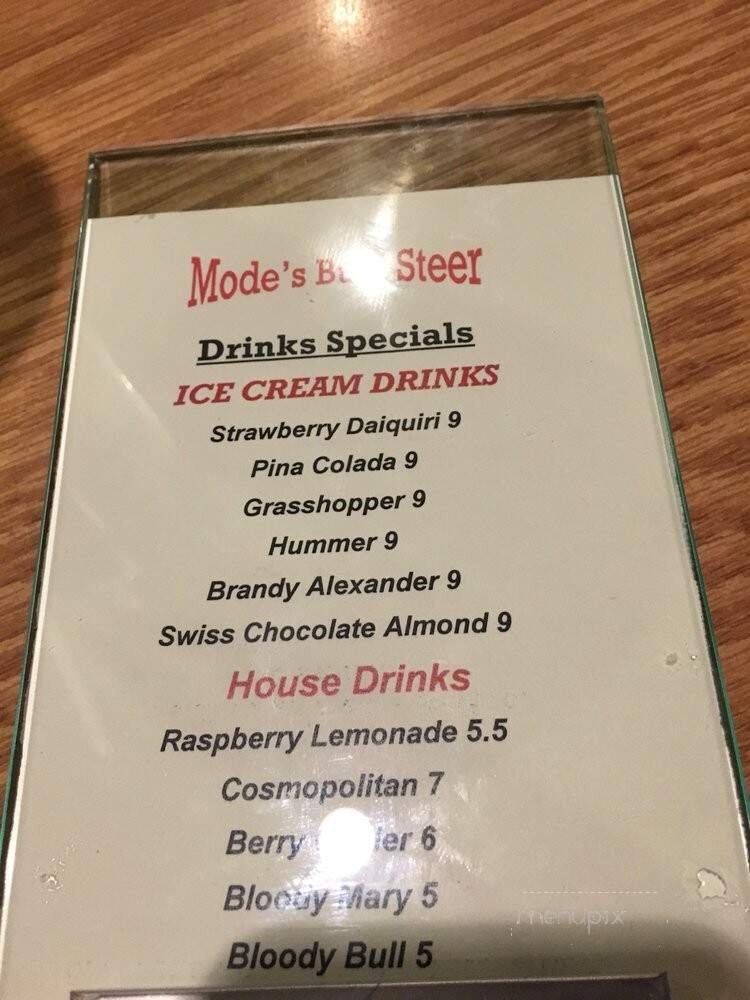 Mode's Steer
Drinks Specials
ICE CREAM DRINKS
Strawberry Daiquiri 9
Pina Colada 9
Grasshopper 9
Hummer 9
Brandy Alexander 9
Swiss Chocolate Almond 9
House Drinks
Raspberry Lemonade 5.5
Cosmopolitan 7
Berry 6
Bloody Mary 5
Bloody Bull 5
menupix